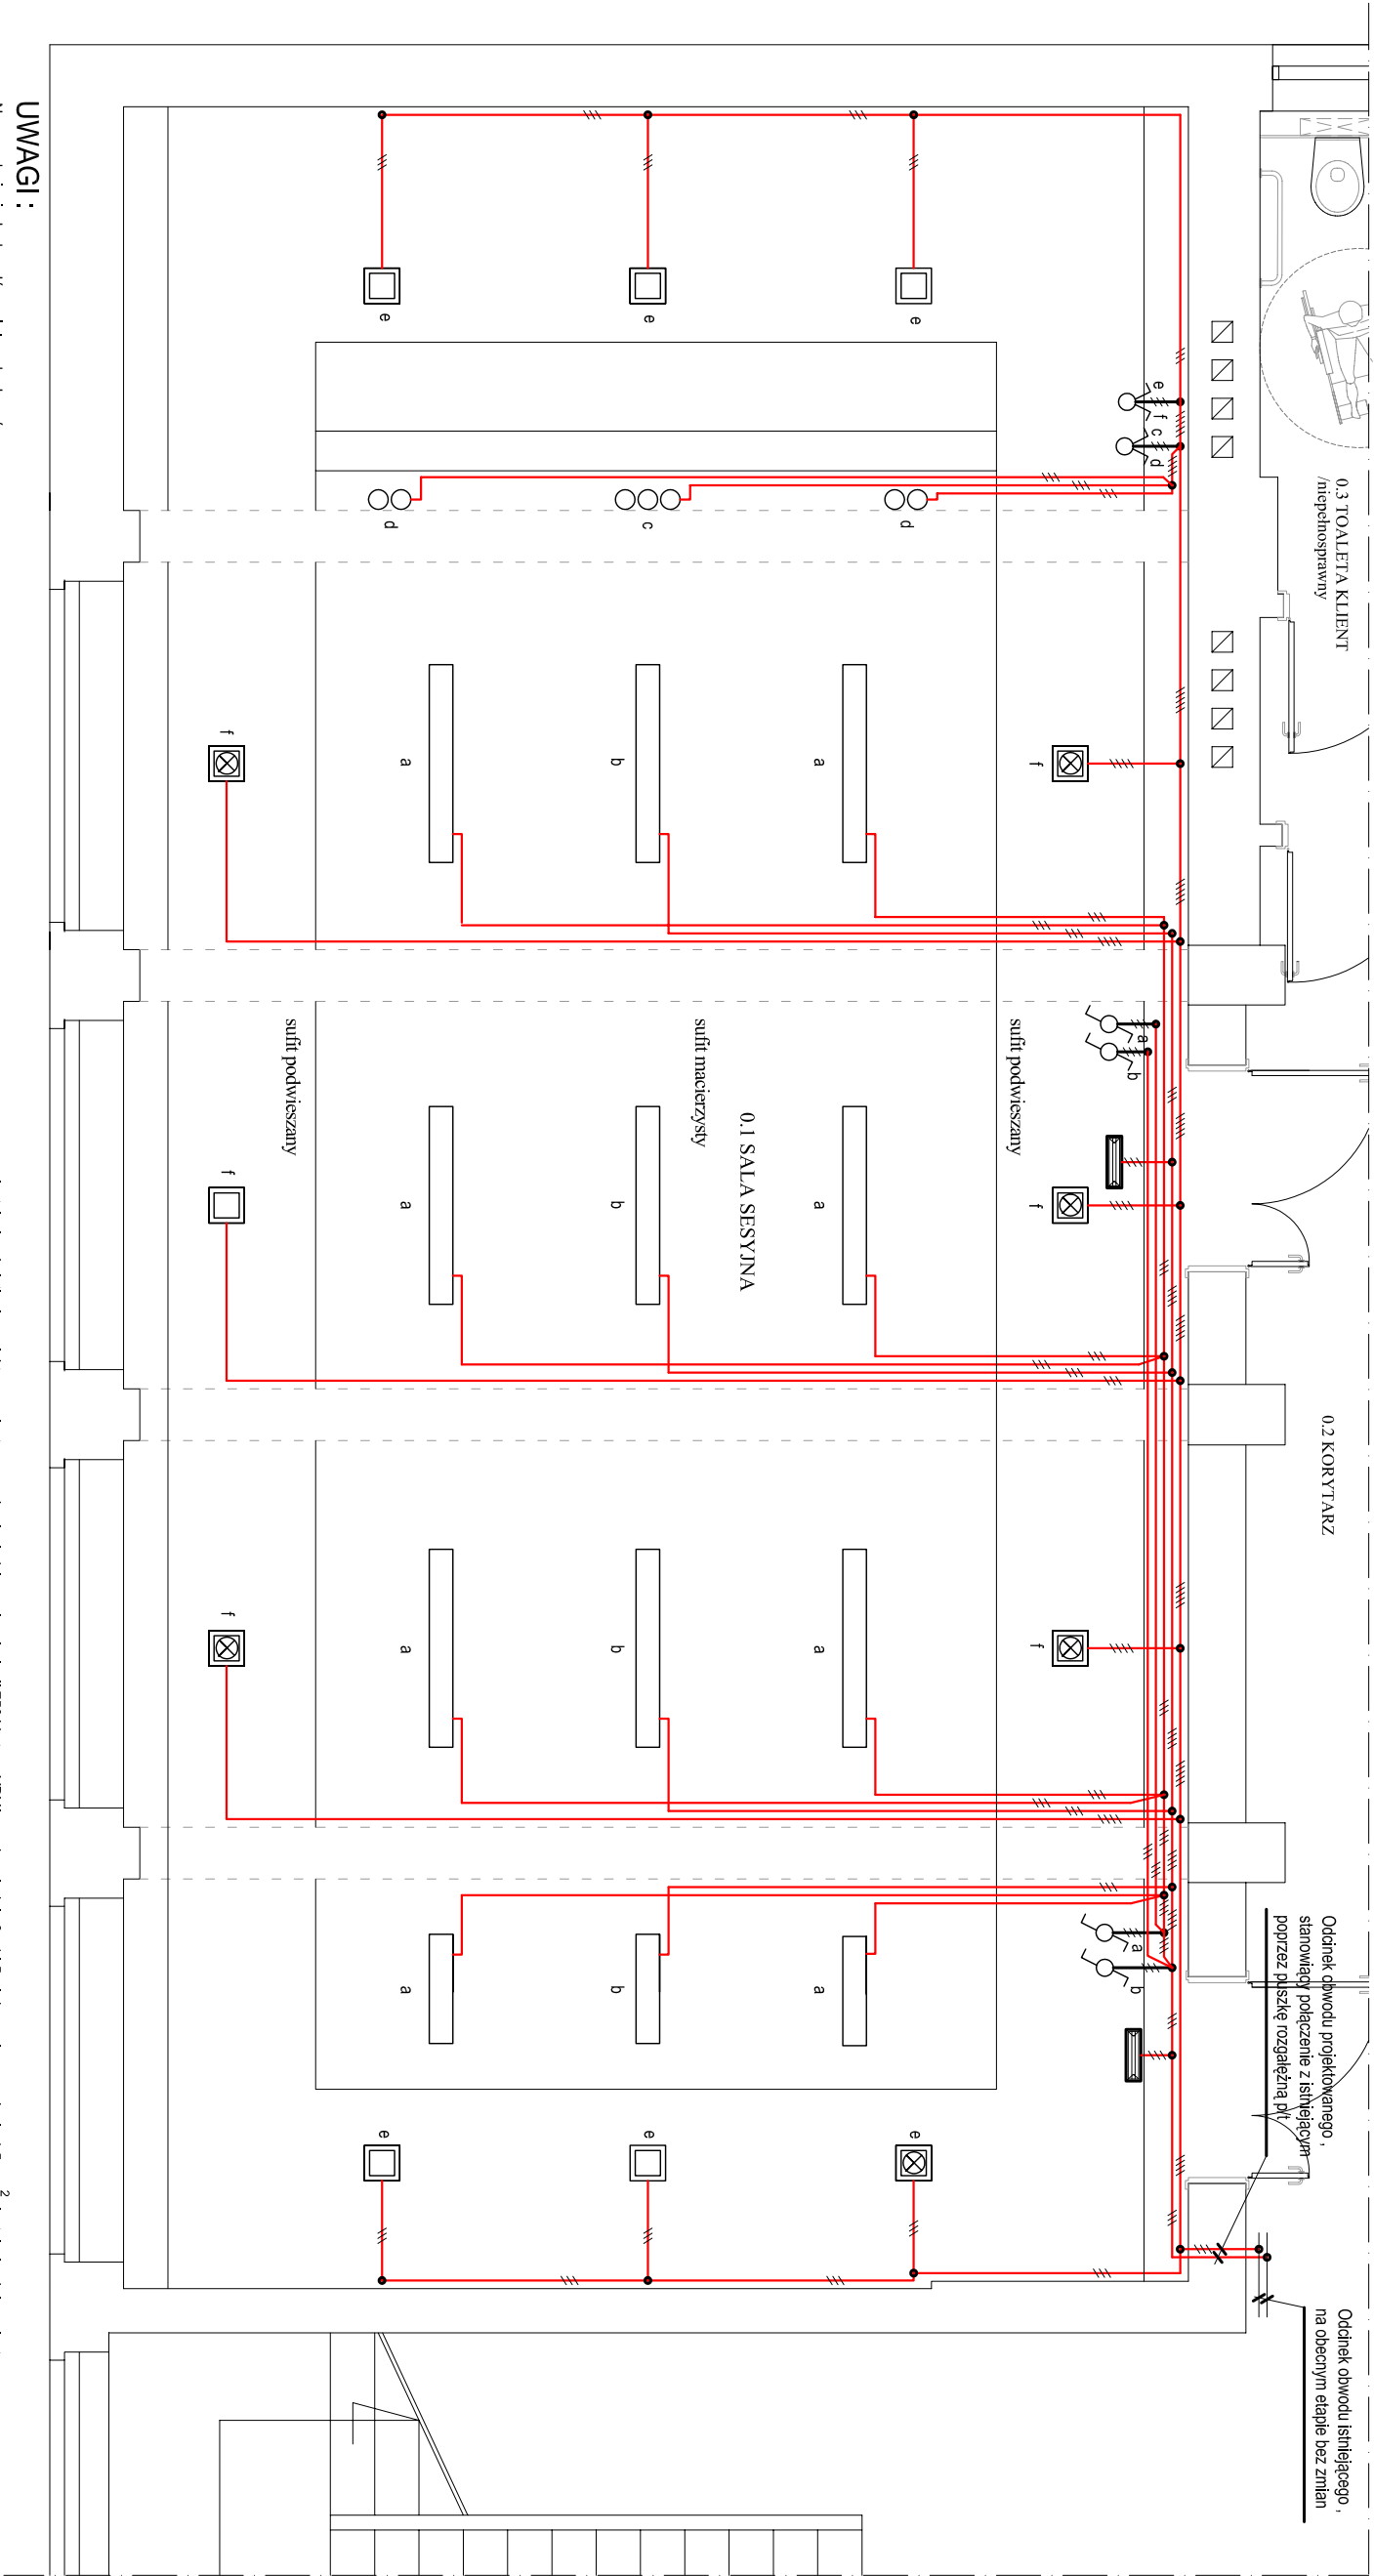 0.3 TOALETA KLIENT
/niepełnosprawny
0.2 KORYTARZ
Odcinek obwodu projektowanego ,
stanowiący połączenie z istniejącym
poprzez puszkę rozgałęźną p/t
Odcinek obwodu istniejącego ,
na obecnym etapie bez zmian
e
f
c
d
a
b
a
b
sufit podwieszany
0.1 SALA SESYJNA
sufit macierzysty
sufit podwieszany
e
e
e
d
c
d
f
f
f
a
a
a
a
b
b
b
b
a
a
a
a
f
f
f
e
e
e
UWAGI :
2